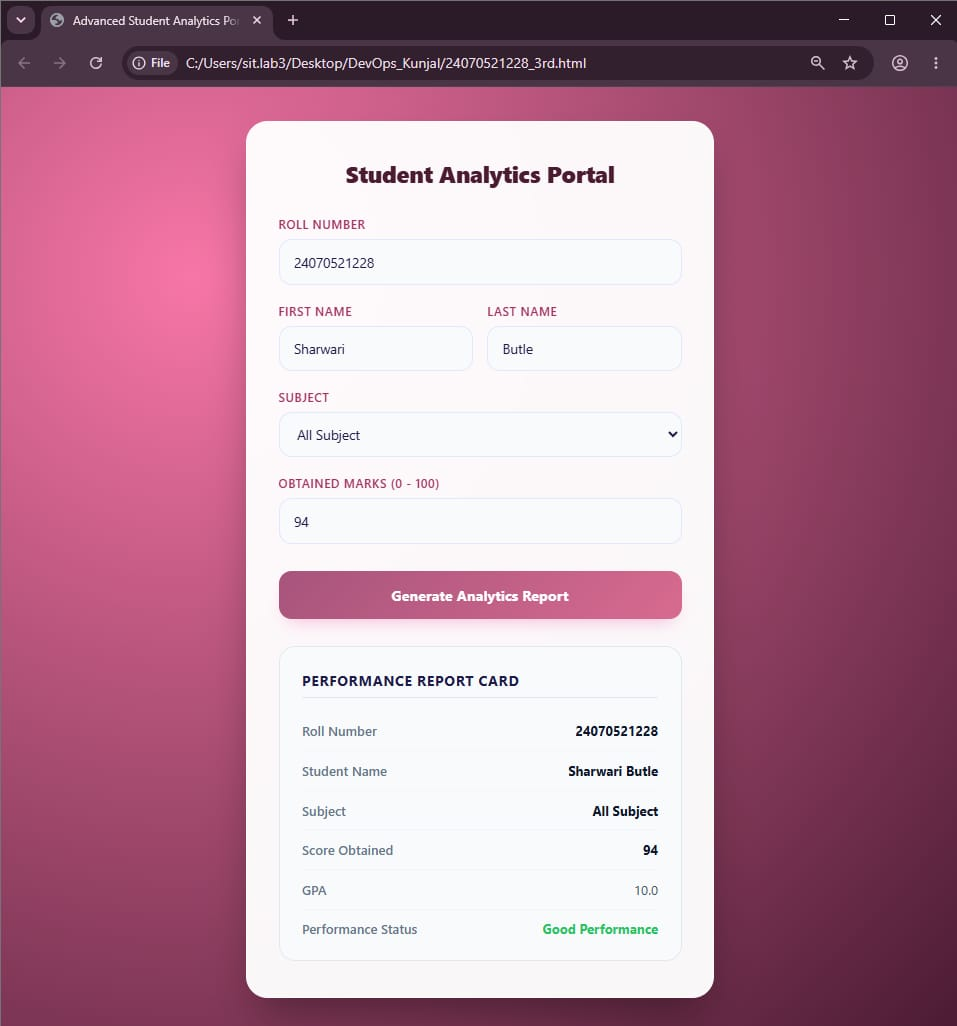 Advanced Student Analytics Po
File C:/Users/sit.lab3/Desktop/DevOps_Kunjal/24070521228_3rd.html
Student Analytics Portal
ROLL NUMBER
24070521228
FIRST NAME LAST NAME
Sharwari Butle
SUBJECT
All Subject
OBTAINED MARKS (0 - 100)
94
Generate Analytics Report
PERFORMANCE REPORT CARD
Roll Number 24070521228
Student Name Sharwari Butle
Subject All Subject
Score Obtained 94
GPA 10.0
Performance Status Good Performance